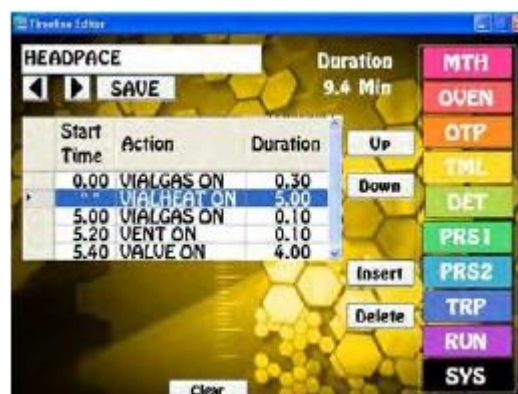 Timeline Editor
HEADPACE
Duration
SAVE
9.4 Min
Start Time Action Duration
0.00 VIALGAS ON 0.30
" " VIALHEAT ON 5.00
5.00 VIALGAS ON 0.10
5.20 VENT ON 0.10
5.40 VALVE ON 4.00
Up
Down
Insert
Delete
Clear
MTH
OVEN
OTP
TML
DET
PRS1
PRS2
TRP
RUN
SYS